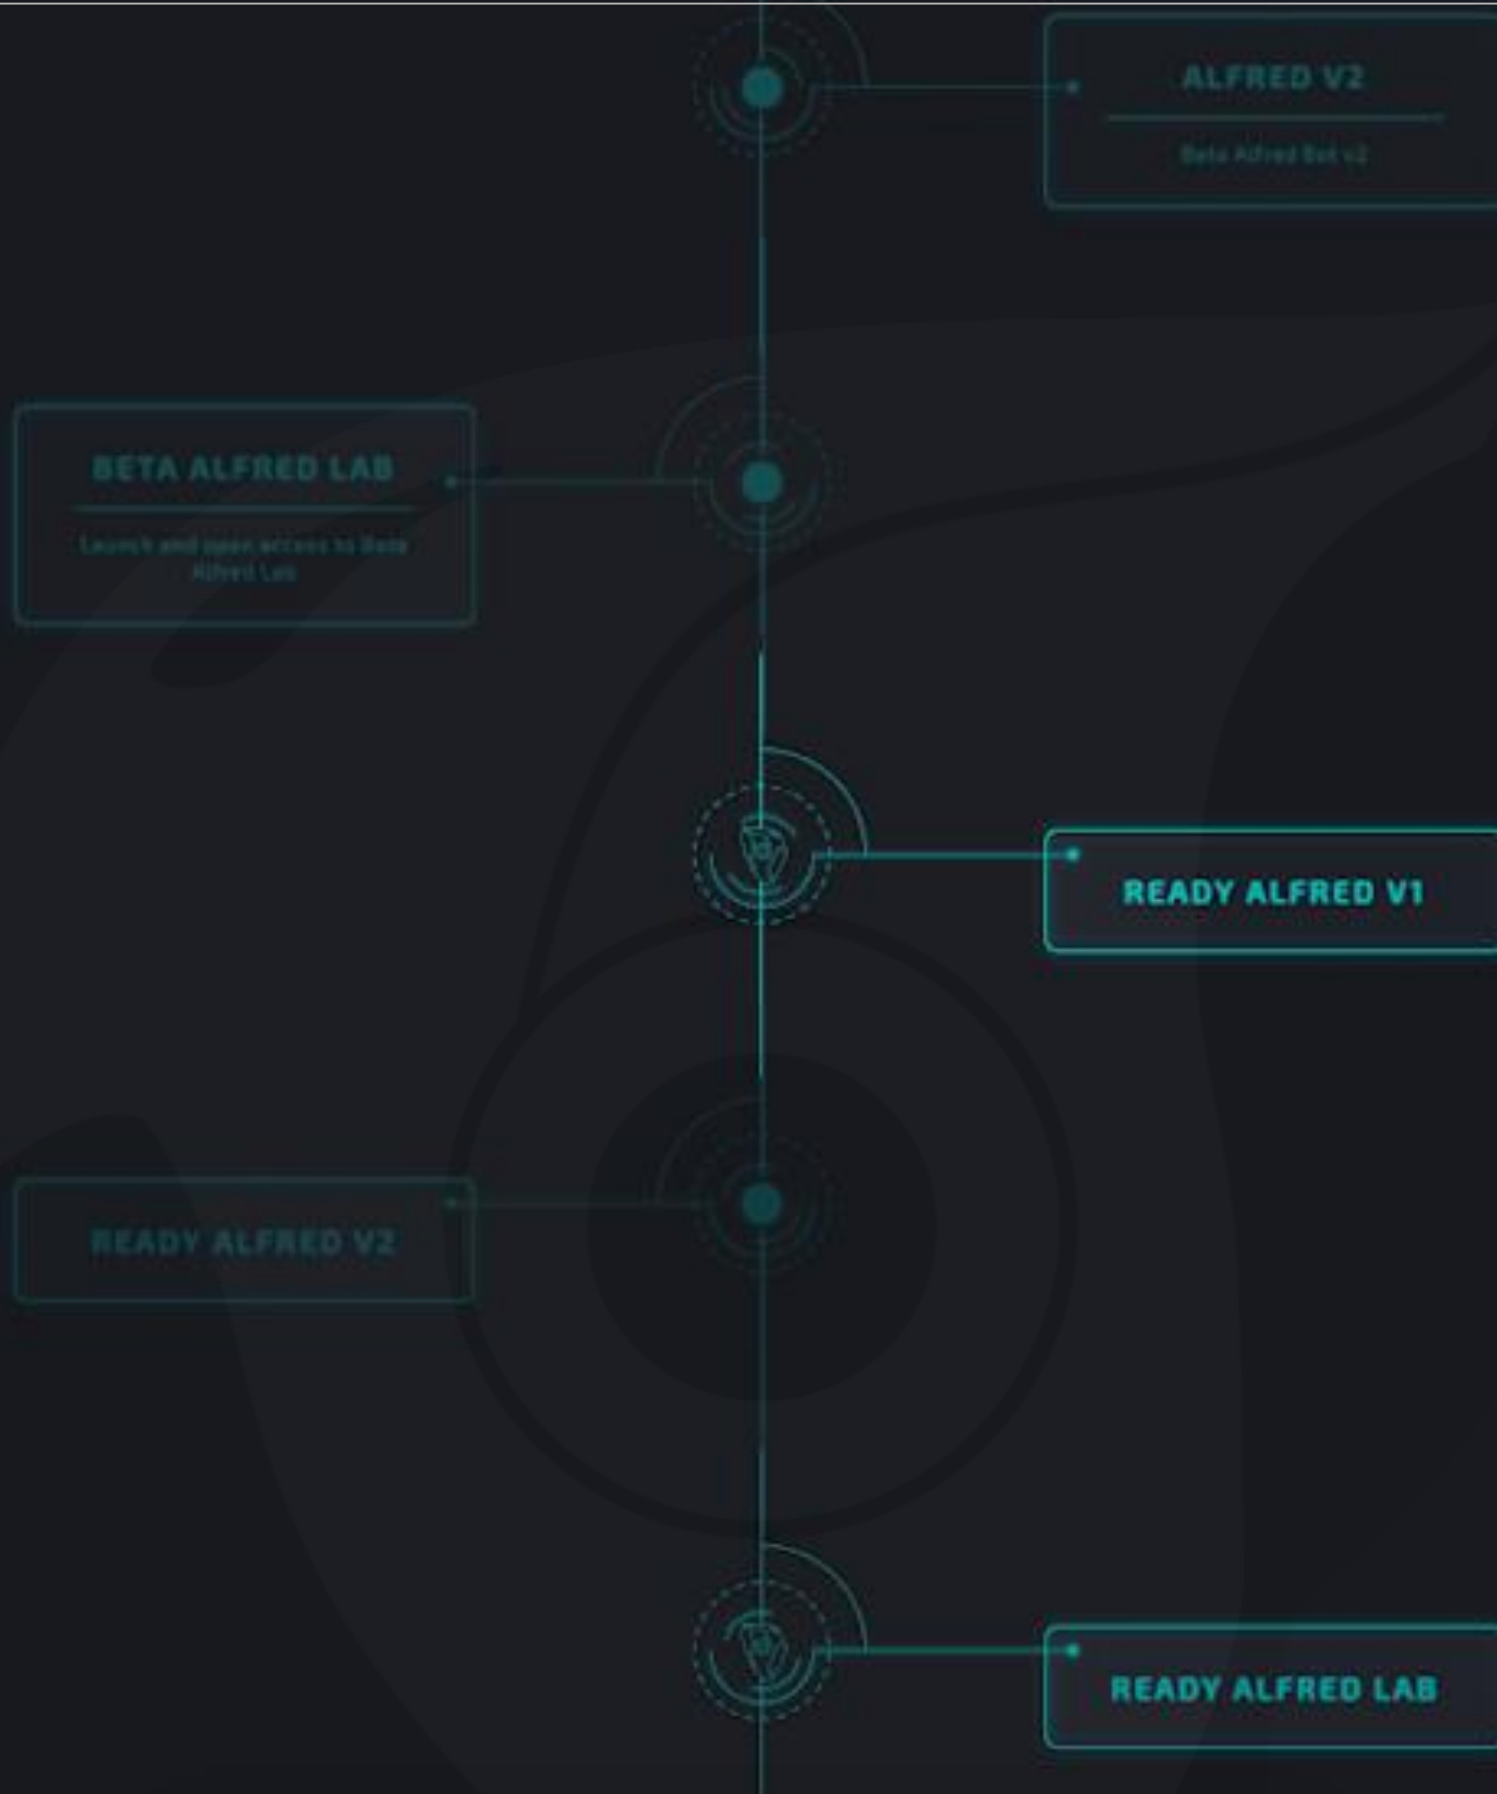 ALFRED V2
Beta Alfred Bot v2
BETA ALFRED LAB
Launch and open access to Beta
Alfred Lab
READY ALFRED V1
READY ALFRED V2
READY ALFRED LAB